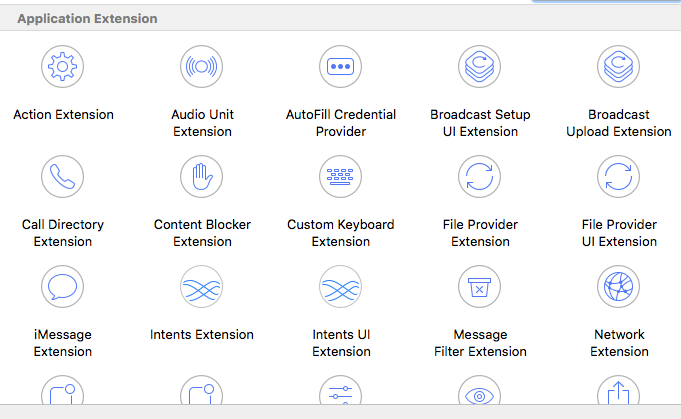 Application Extension
Action Extension
Audio Unit
Extension
AutoFill Credential
Provider
Broadcast Setup
UI Extension
Broadcast
Upload Extension
Call Directory
Extension
Content Blocker
Extension
Custom Keyboard
Extension
File Provider
Extension
File Provider
UI Extension
iMessage
Extension
Intents Extension
Intents UI
Extension
Message
Filter Extension
Network
Extension